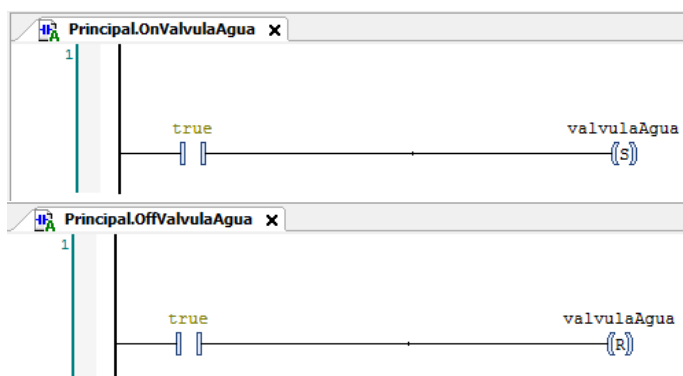 Principal.OnValvulaAgua X
1
true valvulaAgua
S
Principal.OffValvulaAgua X
1
true valvulaAgua
R